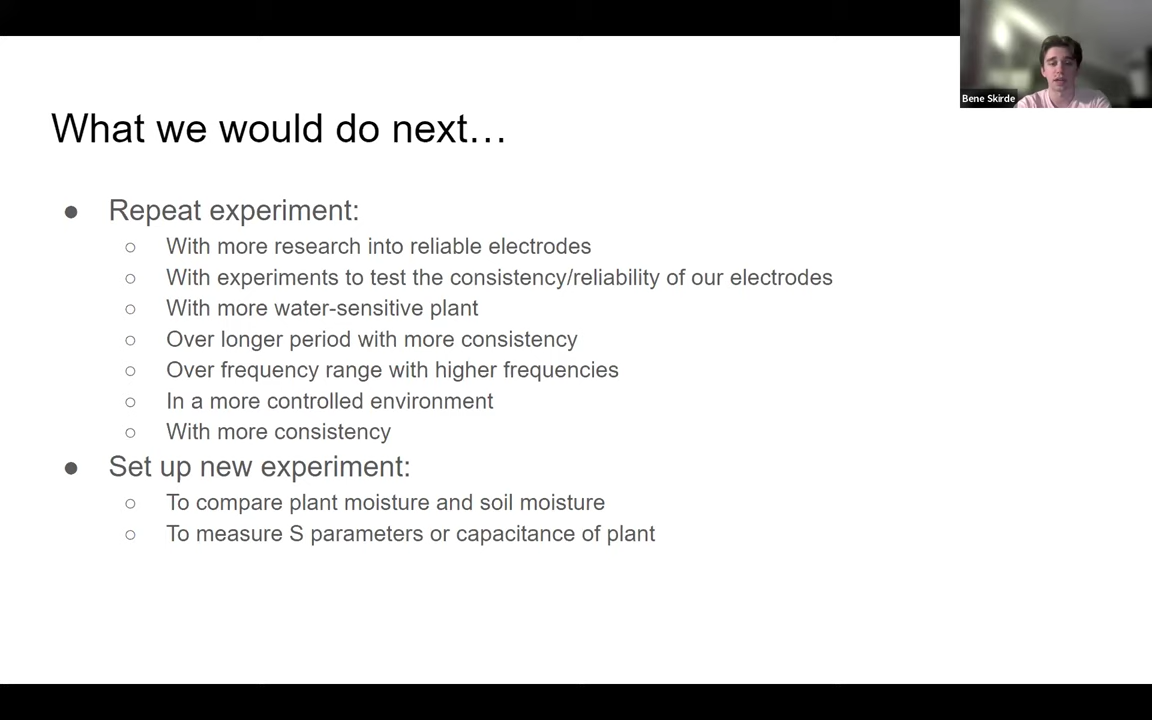 Bene Skirde
What we would do next…
● Repeat experiment:
○ With more research into reliable electrodes
○ With experiments to test the consistency/reliability of our electrodes
○ With more water-sensitive plant
○ Over longer period with more consistency
○ Over frequency range with higher frequencies
○ In a more controlled environment
○ With more consistency
● Set up new experiment:
○ To compare plant moisture and soil moisture
○ To measure S parameters or capacitance of plant